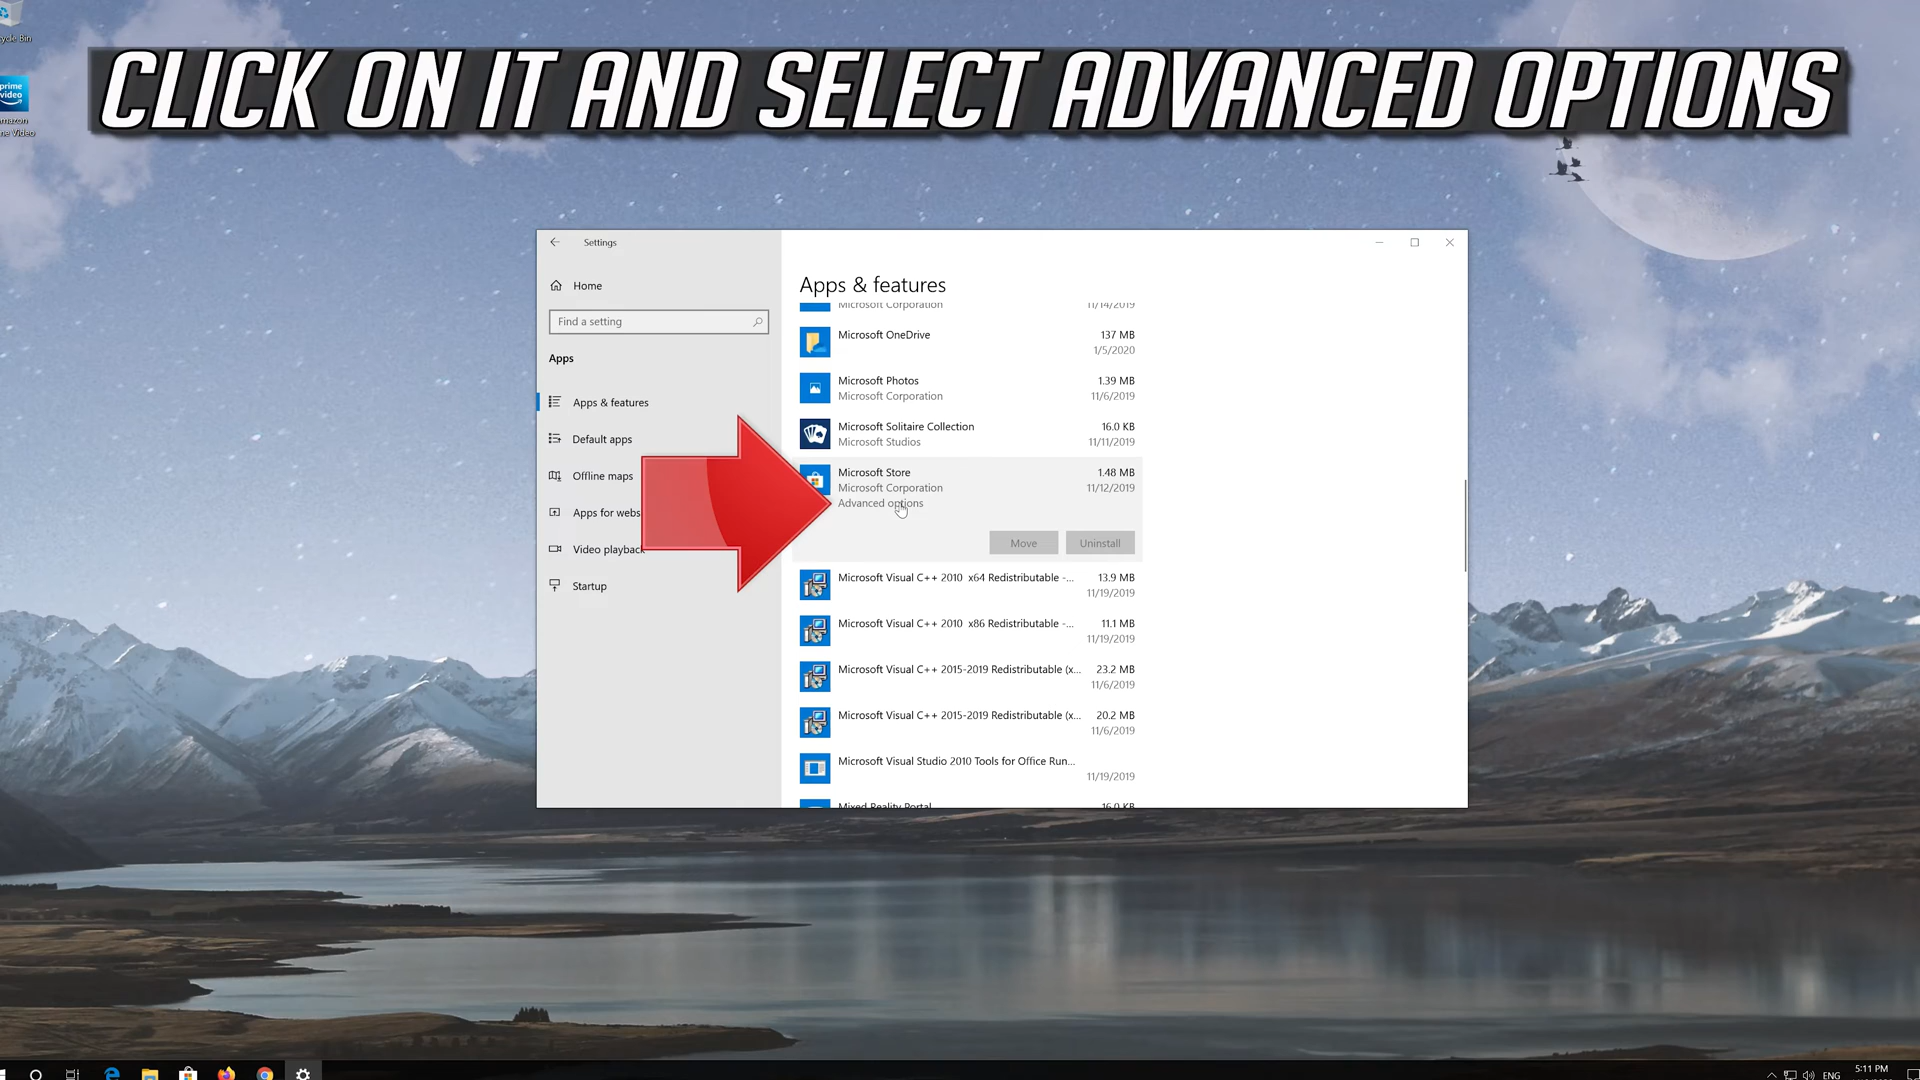 cycle Bin
CLICK ON IT AND SELECT ADVANCED OPTIONS
prime
video
Settings
Home
Find a setting
Apps
Apps & features
Default apps
Offline maps
Apps for webs
Video playback
Startup
Apps & features
Microsoft Corporation 11/14/2019
Microsoft OneDrive 137 MB
1/5/2020
Microsoft Photos 1.39 MB
Microsoft Corporation 11/6/2019
Microsoft Solitaire Collection 16.0 KB
Microsoft Studios 11/11/2019
Microsoft Store 1.48 MB
Microsoft Corporation 11/12/2019
Advanced options
Move Uninstall
Microsoft Visual C++ 2010 x64 Redistributable -... 13.9 MB
11/19/2019
Microsoft Visual C++ 2010 x86 Redistributable -... 11.1 MB
11/19/2019
Microsoft Visual C++ 2015-2019 Redistributable (x... 23.2 MB
11/6/2019
Microsoft Visual C++ 2015-2019 Redistributable (x... 20.2 MB
11/6/2019
Microsoft Visual Studio 2010 Tools for Office Run...
11/19/2019
Mixed Reality Portal 16.0 KB
ENG
5:11 PM